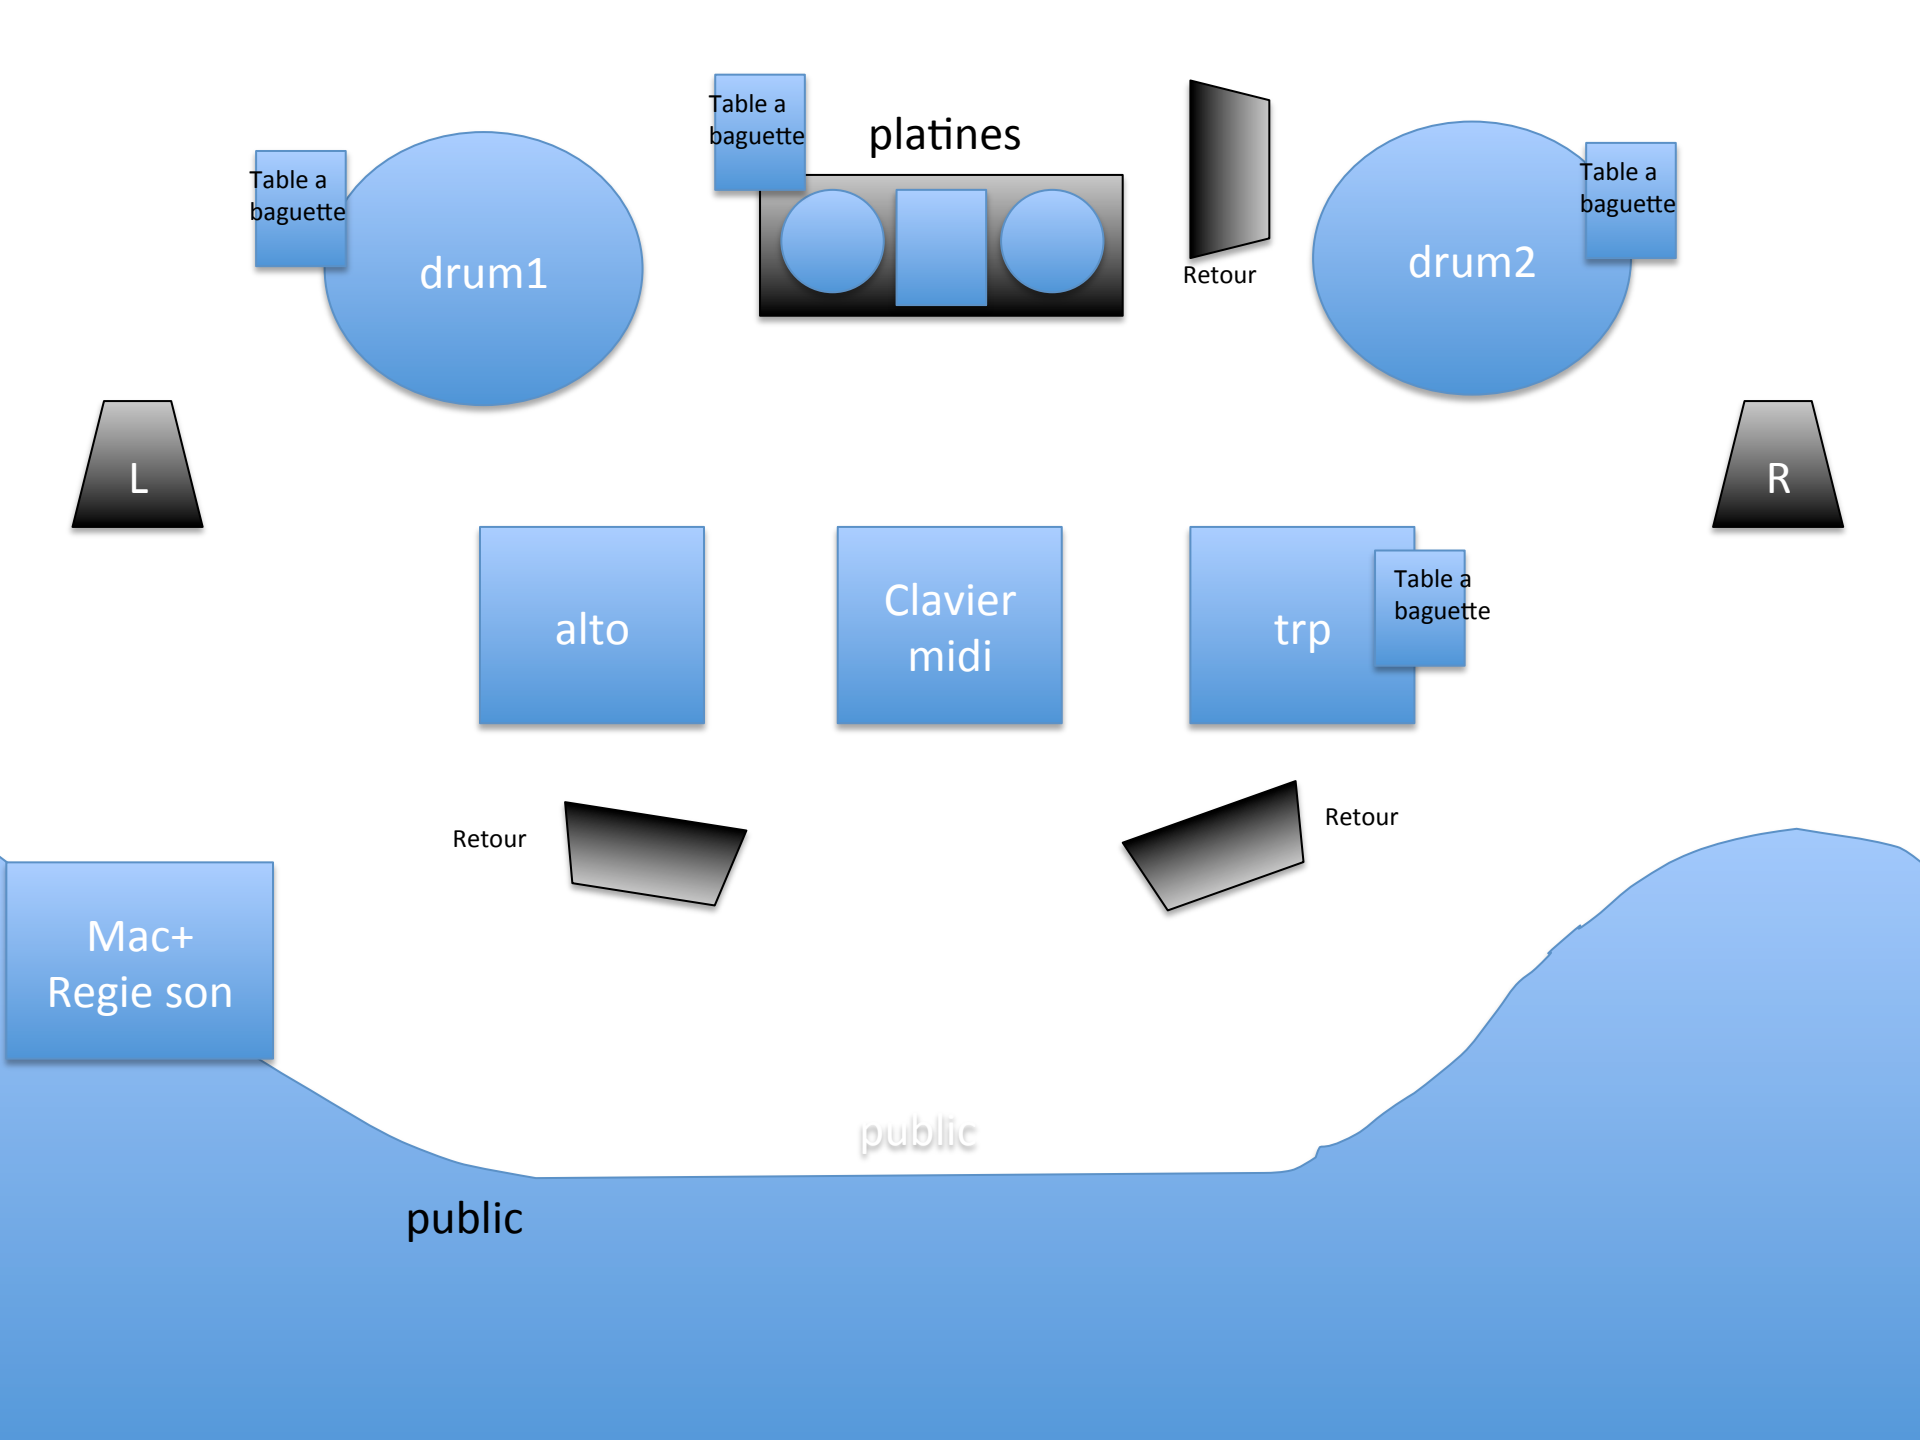 Table a
baguette
platines
Table a
baguette
Table a
baguette
drum1
drum2
Retour
L
R
alto
Clavier
midi
trp
Table a
baguette
Retour
Retour
Mac+
Regie son
public
public